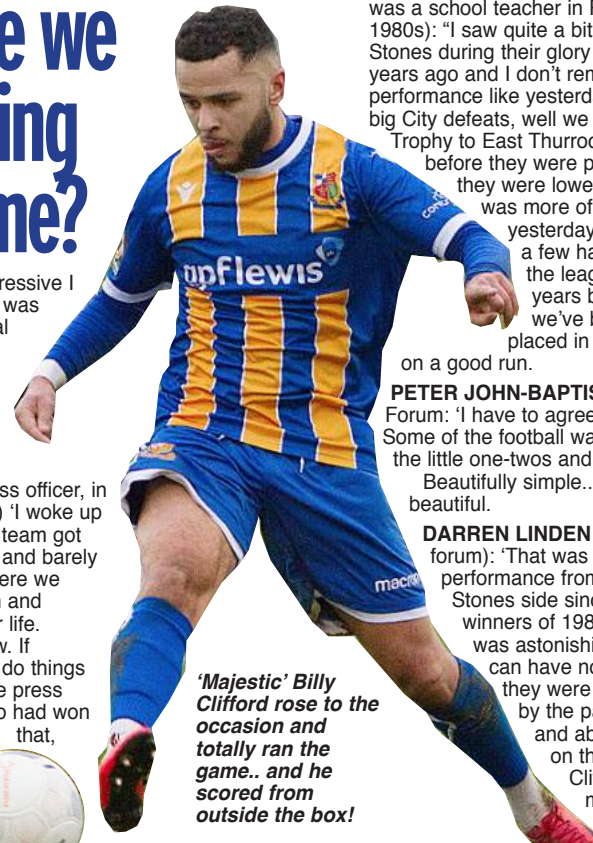 e we
ing
me?
ressive I
was
al
ss officer, in
) ‘I woke up
team got
and barely
ere we
and
r life.
w. If
do things
e press
o had won
that,
apflewis
macron
‘Majestic’ Billy
Clifford rose to the
occasion and
totally ran the
game.. and he
scored from
outside the box!
was a school teacher in
1980s): “I saw quite a bit
Stones during their glory
years ago and I don’t rem
performance like yesterd
big City defeats, well we
Trophy to East Thurroc
before they were p
they were lowe
was more of
yesterday
a few ha
the leag
years b
we’ve b
placed in
on a good run.
PETER JOHN-BAPTIS
Forum: ‘I have to agree
Some of the football wa
the little one-twos and
Beautifully simple..
beautiful.
DARREN LINDEN
forum): ‘That was
performance from
Stones side sinc
winners of 198
was astonishi
can have no
they were
by the pa
and ab
on th
Cli
m